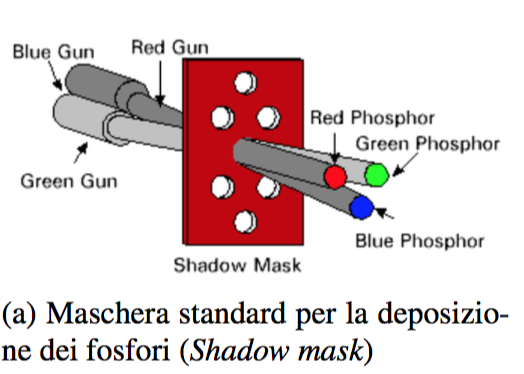 Blue Gun
Red Gun
Red Phosphor
Green Phosphor
Green Gun
Blue Phosphor
Shadow Mask
(a) Maschera standard per la deposizio-
ne dei fosfori (Shadow mask)